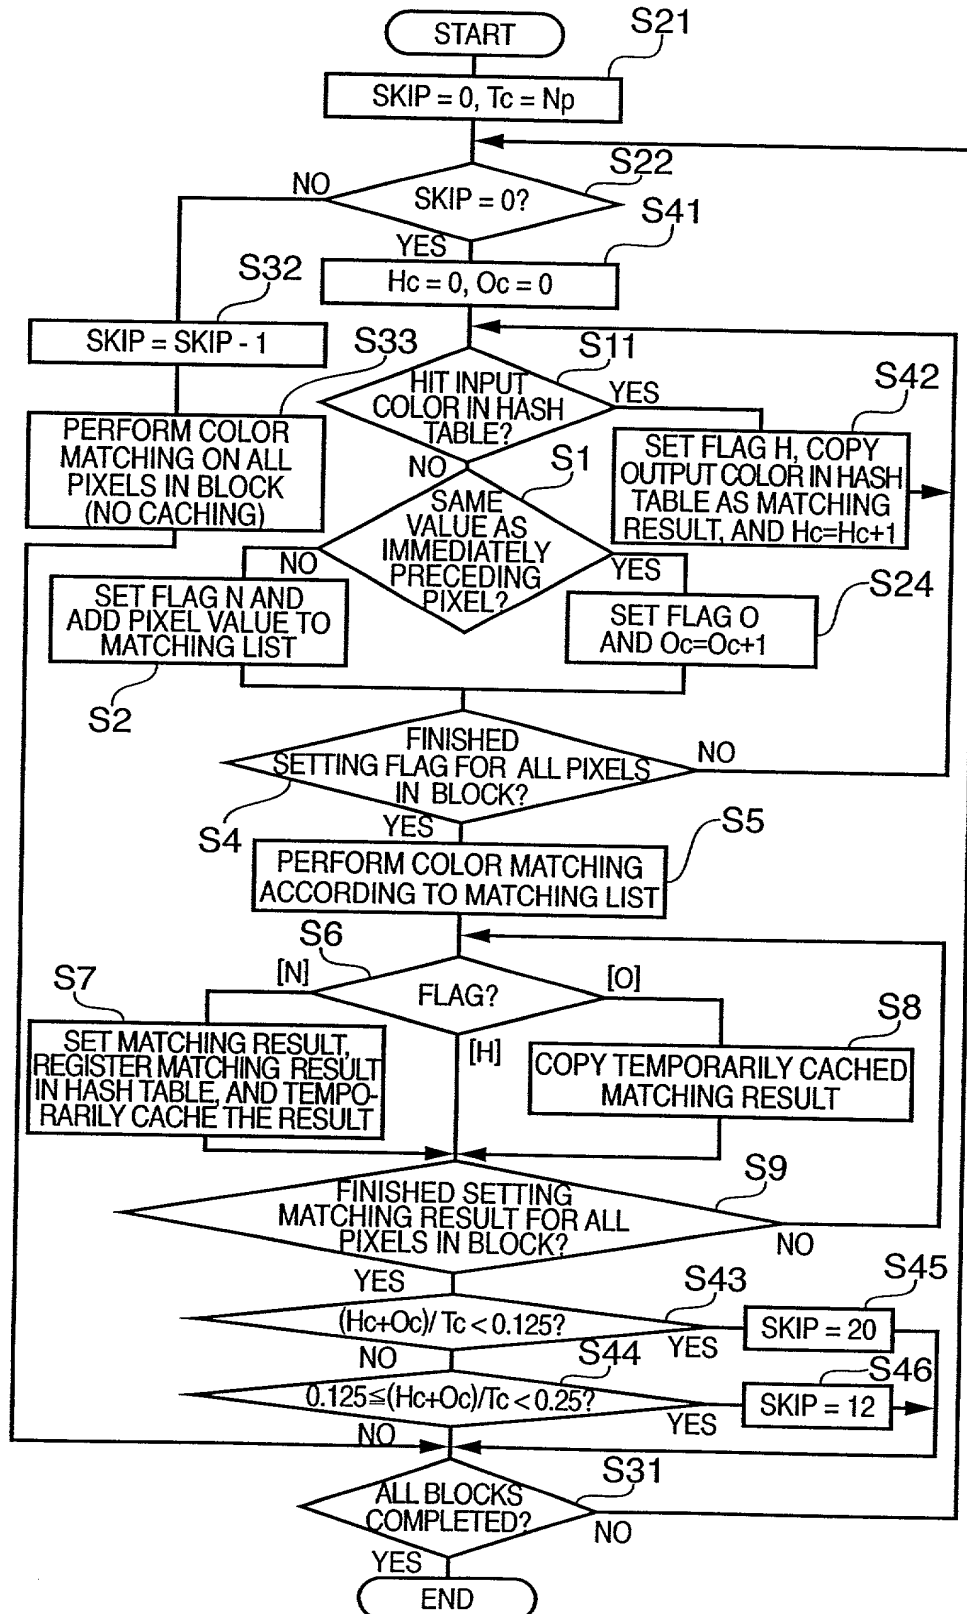 START
S21
SKIP = 0, Tc = Np
S22
NO
SKIP = 0?
YES
S41
Hc = 0, Oc = 0
S32
SKIP = SKIP - 1
S33
PERFORM COLOR
MATCHING ON ALL
PIXELS IN BLOCK
(NO CACHING)
S11
HIT INPUT
COLOR IN HASH
TABLE?
YES
NO
S42
SET FLAG H, COPY
OUTPUT COLOR IN HASH
TABLE AS MATCHING
RESULT, AND Hc=Hc+1
S1
SAME
VALUE AS
IMMEDIATELY
PRECEDING
PIXEL?
NO
YES
SET FLAG N AND
ADD PIXEL VALUE TO
MATCHING LIST
S2
S24
SET FLAG O
AND Oc=Oc+1
FINISHED
SETTING FLAG FOR ALL PIXELS
IN BLOCK?
NO
S4
YES
S5
PERFORM COLOR MATCHING
ACCORDING TO MATCHING LIST
S6
[N]
FLAG?
[O]
[H]
S7
SET MATCHING RESULT,
REGISTER MATCHING RESULT
IN HASH TABLE, AND TEMPO-
RARILY CACHE THE RESULT
S8
COPY TEMPORARILY CACHED
MATCHING RESULT
S9
FINISHED SETTING
MATCHING RESULT FOR ALL
PIXELS IN BLOCK?
NO
YES
S43
(Hc+Oc)/ Tc < 0.125?
YES
S45
SKIP = 20
NO
S44
0.125≦(Hc+Oc)/Tc < 0.25?
YES
S46
SKIP = 12
NO
S31
ALL BLOCKS
COMPLETED?
NO
YES
END